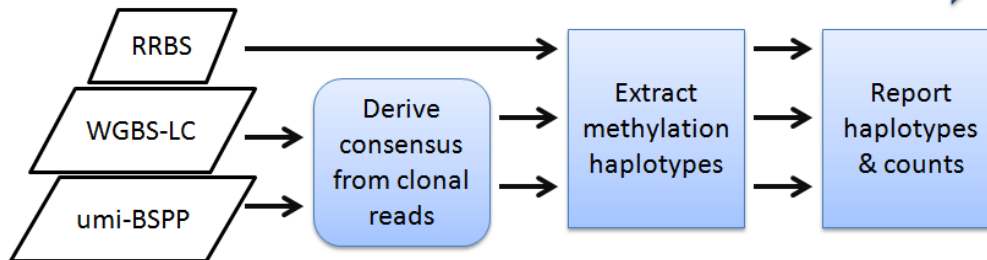 RRBS
WGBS-LC
umi-BSPP
Derive
consensus
from clonal
reads
Extract
methylation
haplotypes
Report
haplotypes
& counts